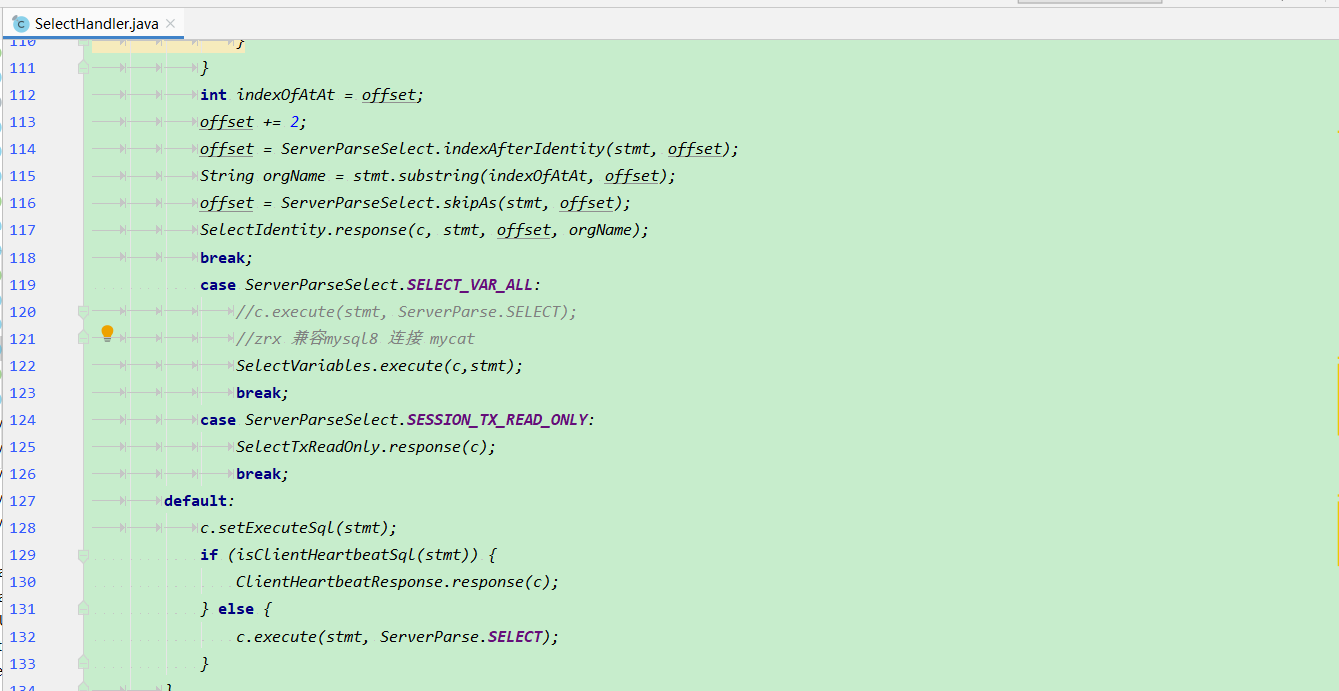 SelectHandler.java
110 }
111 }
112 int indexOfAtAt = offset;
113 offset += 2;
114 offset = ServerParseSelect.indexAfterIdentity(stmt, offset);
115 String orgName = stmt.substring(indexOfAtAt, offset);
116 offset = ServerParseSelect.skipAs(stmt, offset);
117 SelectIdentity.response(c, stmt, offset, orgName);
118 break;
119 case ServerParseSelect.SELECT_VAR_ALL:
120 //c.execute(stmt, ServerParse.SELECT);
121 //zrx 兼容mysql8 连接 mycat
122 SelectVariables.execute(c,stmt);
123 break;
124 case ServerParseSelect.SESSION_TX_READ_ONLY:
125 SelectTxReadOnly.response(c);
126 break;
127 default:
128 c.setExecuteSql(stmt);
129 if (isClientHeartbeatSql(stmt)) {
130 ClientHeartbeatResponse.response(c);
131 } else {
132 c.execute(stmt, ServerParse.SELECT);
133 }
134 }